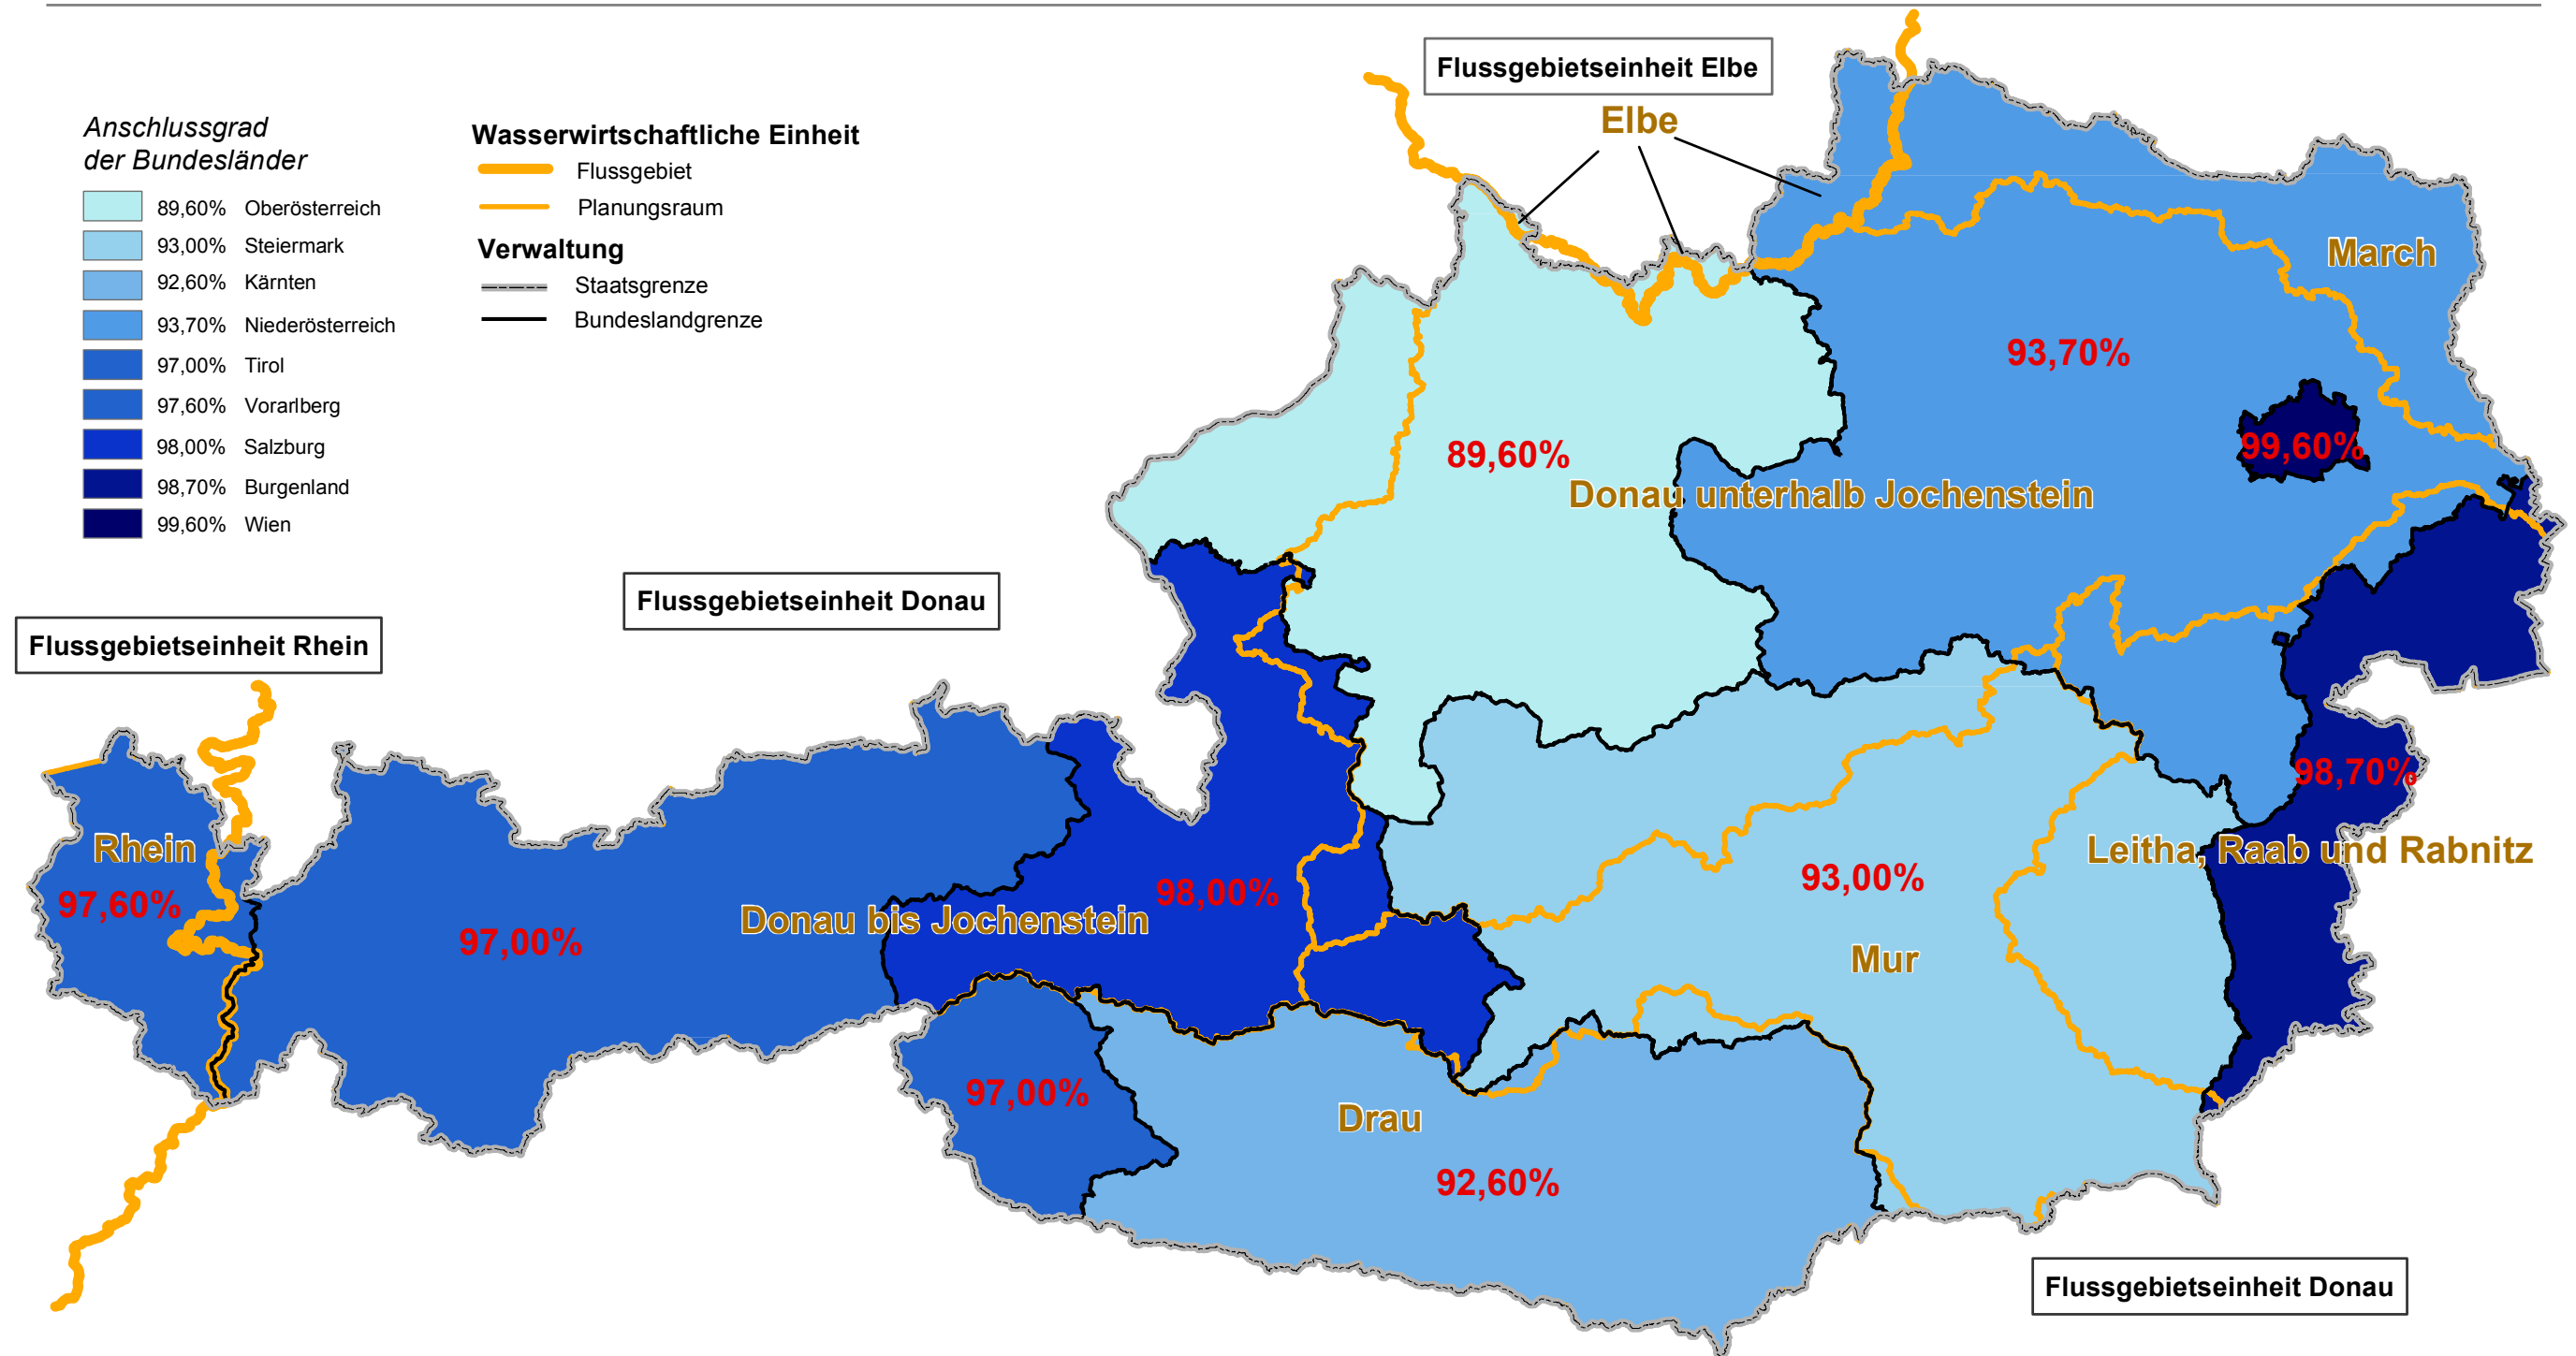 Anschlussgrad
der Bundesländer
89,60% Oberösterreich
93,00% Steiermark
92,60% Kärnten
93,70% Niederösterreich
97,00% Tirol
97,60% Vorarlberg
98,00% Salzburg
98,70% Burgenland
99,60% Wien
Wasserwirtschaftliche Einheit
Flussgebiet
Planungsraum
Verwaltung
Staatsgrenze
Bundeslandgrenze
Flussgebietseinheit Elbe
Elbe
March
93,70%
99,60%
89,60%
Donau unterhalb Jochenstein
Flussgebietseinheit Donau
Flussgebietseinheit Rhein
98,70%
Rhein
97,60%
Leitha, Raab und Rabnitz
93,00%
98,00%
Donau bis Jochenstein
97,00%
Mur
97,00%
Drau
92,60%
Flussgebietseinheit Donau